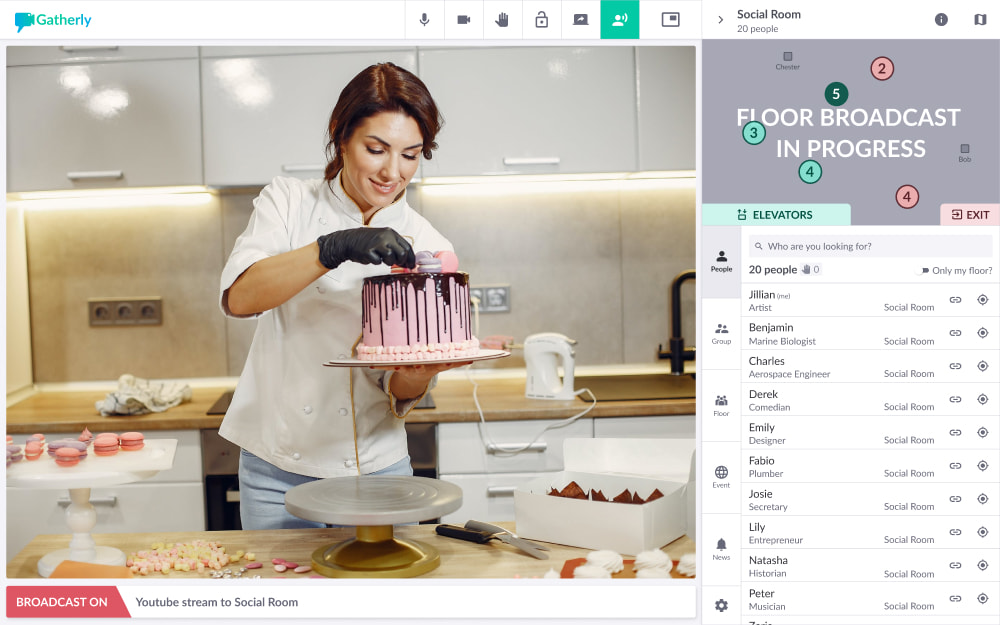 Gatherly
Social Room
20 people
Chester
2
5
FLOOR BROADCAST
3
IN PROGRESS
Bob
4
4
ELEVATORS
EXIT
People
Who are you looking for?
20 people 0
Only my floor?
Jillian (me)
Artist
Social Room
Group
Benjamin
Marine Biologist
Social Room
Charles
Aerospace Engineer
Social Room
Floor
Derek
Comedian
Social Room
Emily
Designer
Social Room
Event
Fabio
Plumber
Social Room
Josie
Secretary
Social Room
News
Lily
Entrepreneur
Social Room
Natasha
Historian
Social Room
Peter
Musician
Social Room
BROADCAST ON
Youtube stream to Social Room